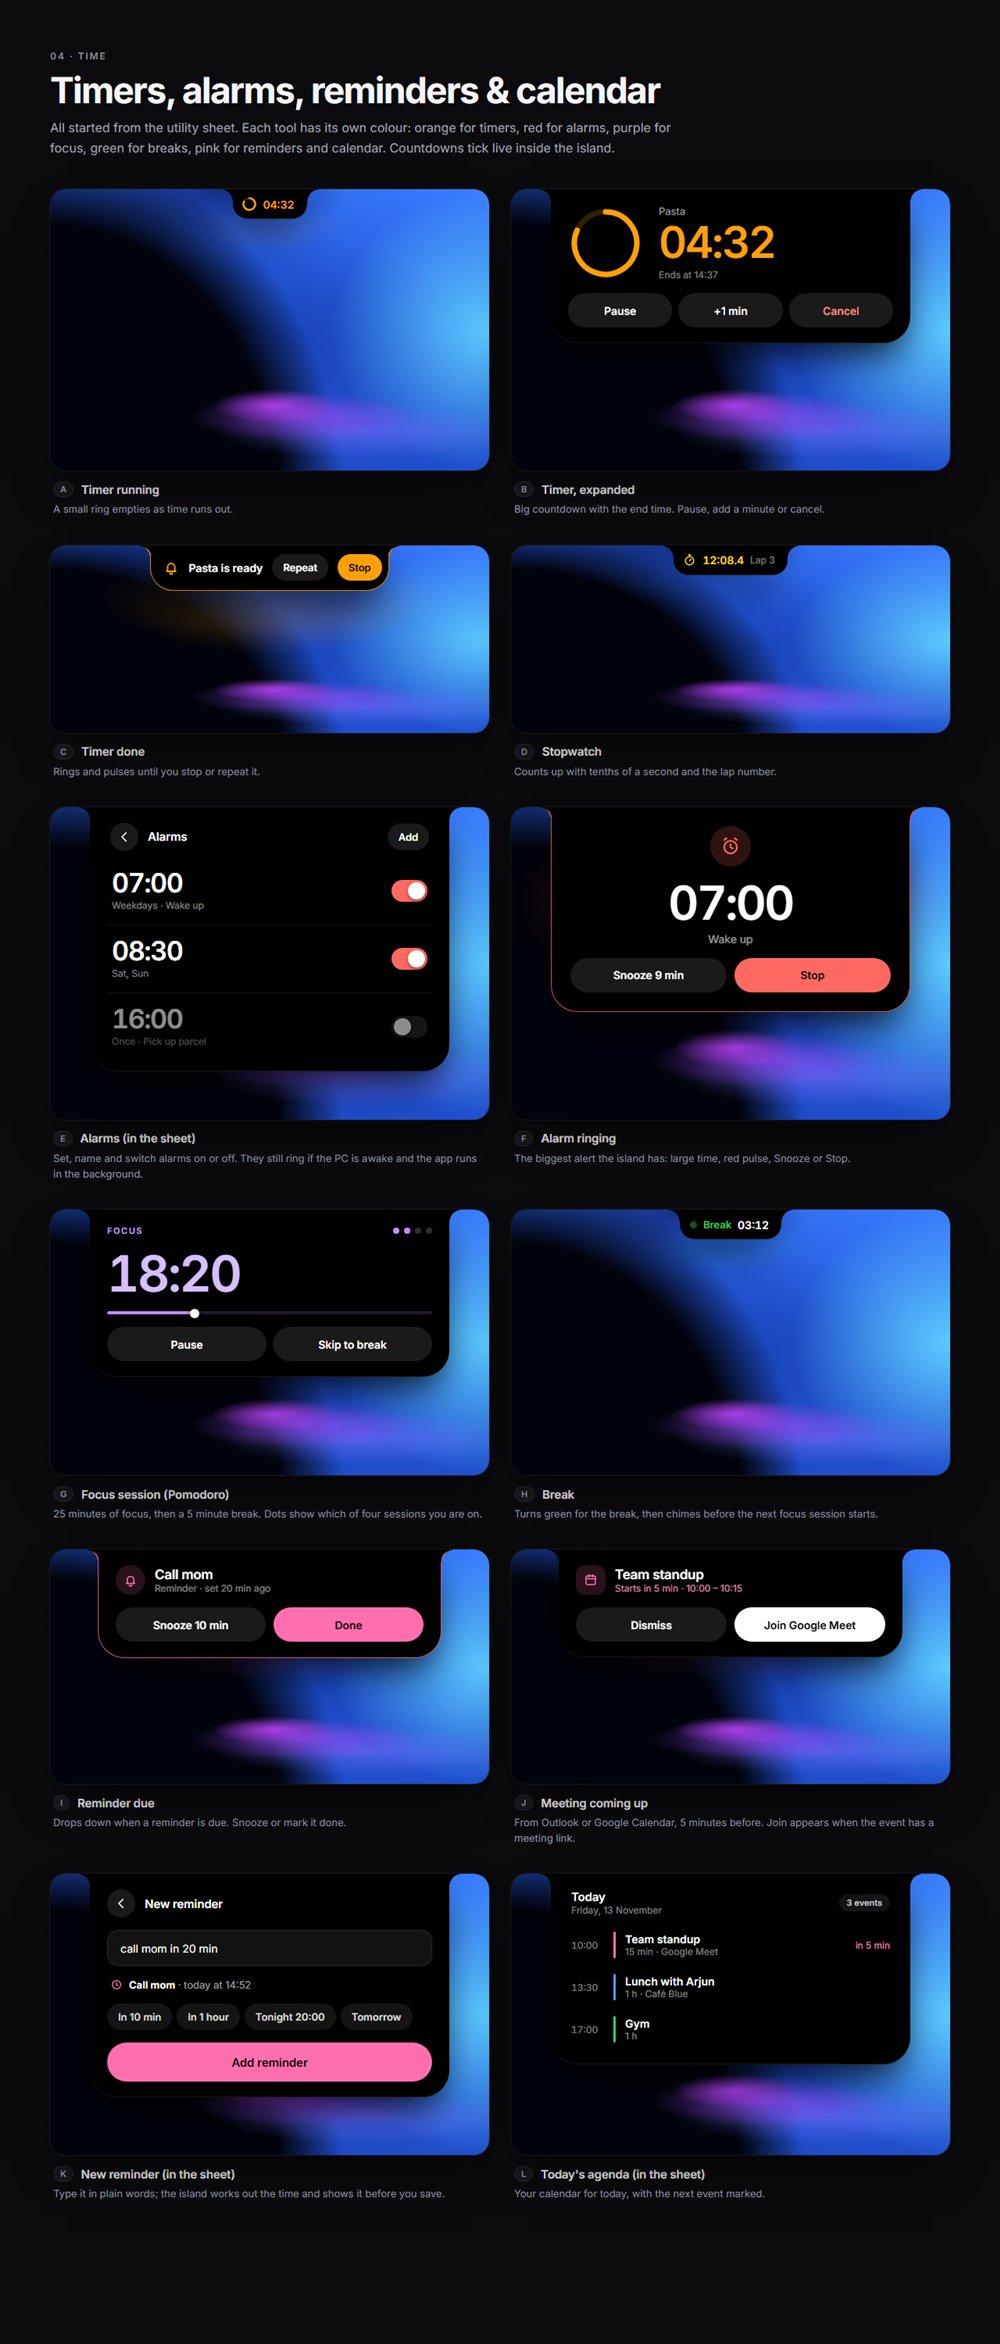 04 · TIME
Timers, alarms, reminders & calendar
All started from the utility sheet. Each tool has its own colour: orange for timers, red for alarms, purple for
focus, green for breaks, pink for reminders and calendar. Countdowns tick live inside the island.
04:32
Pasta
04:32
Ends at 14:37
Pause
+1 min
Cancel
A Timer running
A small ring empties as time runs out.
B Timer, expanded
Big countdown with the end time. Pause, add a minute or cancel.
Pasta is ready
Repeat
Stop
12:08.4 Lap 3
C Timer done
Rings and pulses until you stop or repeat it.
D Stopwatch
Counts up with tenths of a second and the lap number.
Alarms
Add
07:00
Weekdays · Wake up
08:30
Sat, Sun
16:00
Once · Pick up parcel
07:00
Wake up
Snooze 9 min
Stop
E Alarms (in the sheet)
Set, name and switch alarms on or off. They still ring if the PC is awake and the app runs
in the background.
F Alarm ringing
The biggest alert the island has: large time, red pulse, Snooze or Stop.
FOCUS
18:20
Pause
Skip to break
Break 03:12
G Focus session (Pomodoro)
25 minutes of focus, then a 5 minute break. Dots show which of four sessions you are on.
H Break
Turns green for the break, then chimes before the next focus session starts.
Call mom
Reminder · set 20 min ago
Snooze 10 min
Done
Team standup
Starts in 5 min · 10:00 – 10:15
Dismiss
Join Google Meet
I Reminder due
Drops down when a reminder is due. Snooze or mark it done.
J Meeting coming up
From Outlook or Google Calendar, 5 minutes before. Join appears when the event has a
meeting link.
New reminder
call mom in 20 min
Call mom · today at 14:52
In 10 min
In 1 hour
Tonight 20:00
Tomorrow
Add reminder
Today
Friday, 13 November
3 events
10:00
Team standup
15 min · Google Meet
in 5 min
13:30
Lunch with Arjun
1 h · Café Blue
17:00
Gym
1 h
K New reminder (in the sheet)
Type it in plain words; the island works out the time and shows it before you save.
L Today's agenda (in the sheet)
Your calendar for today, with the next event marked.